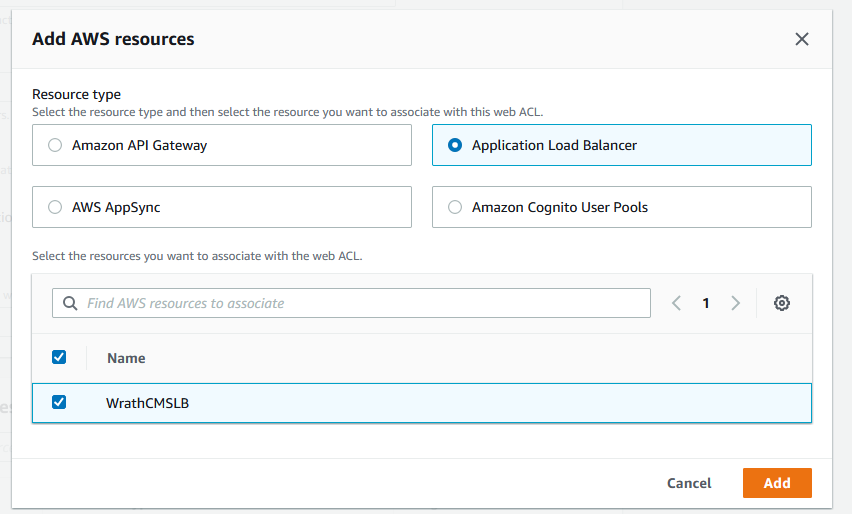 Add AWS resources
Resource type
Select the resource type and then select the resource you want to associate with this web ACL.
Amazon API Gateway
Application Load Balancer
AWS AppSync
Amazon Cognito User Pools
Select the resources you want to associate with the web ACL.
Find AWS resources to associate
1
Name
WrathCMSLB
Cancel
Add